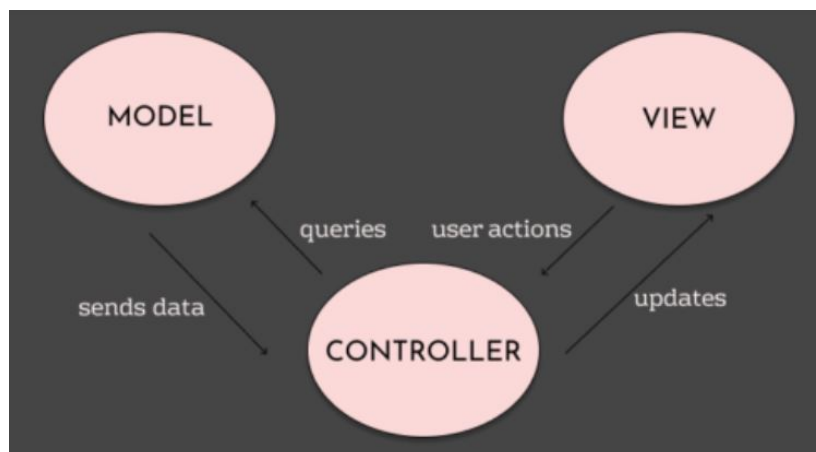 MODEL
VIEW
queries
user actions
sends data
updates
CONTROLLER